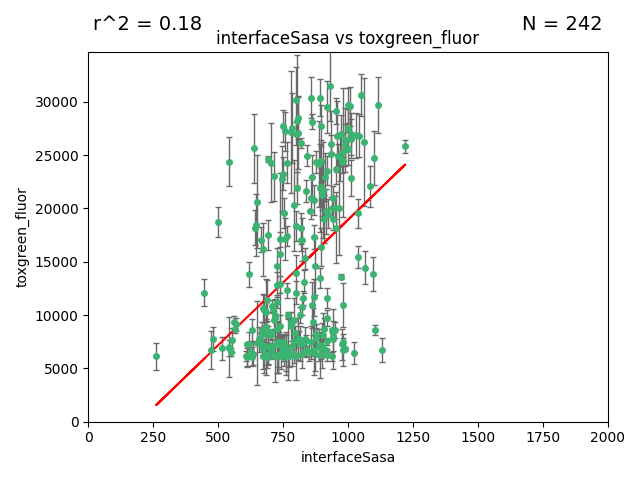 r^2 = 0.18
N = 242
interfaceSasa vs toxgreen_fluor
toxgreen_fluor
30000
25000
20000
15000
10000
5000
0
0 250 500 750 1000 1250 1500 1750 2000
interfaceSasa